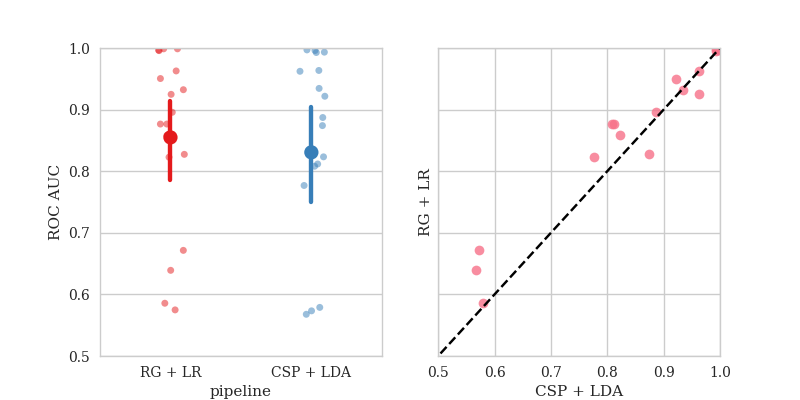 1.0
0.9
0.8
0.7
0.6
0.5
ROC AUC
RG + LR
CSP + LDA
pipeline
RG + LR
0.5
0.6
0.7
0.8
0.9
1.0
CSP + LDA